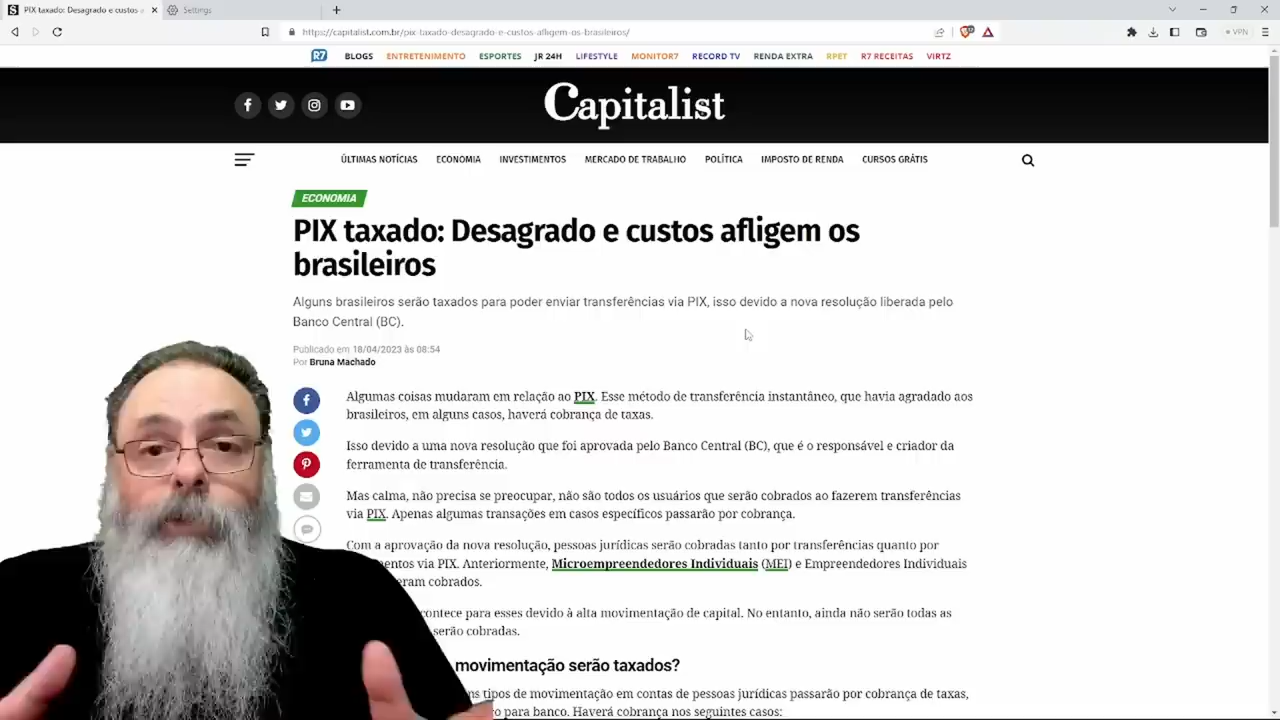 PIX taxado: Desagrado e custos
Settings
https://capitalist.com.br/pix-taxado-desagrado-e-custos-afligem-os-brasileiros/
VPN
R7 BLOGS ENTRETENIMENTO ESPORTES JR 24H LIFESTYLE MONITOR7 RECORD TV RENDA EXTRA RPET R7 RECEITAS VIRTZ
Capitalist
ÚLTIMAS NOTÍCIAS ECONOMIA INVESTIMENTOS MERCADO DE TRABALHO POLÍTICA IMPOSTO DE RENDA CURSOS GRÁTIS
ECONOMIA
PIX taxado: Desagrado e custos afligem os
brasileiros
Alguns brasileiros serão taxados para poder enviar transferências via PIX, isso devido a nova resolução liberada pelo
Banco Central (BC).
Publicado em 18/04/2023 às 08:54
Por Bruna Machado
Algumas coisas mudaram em relação ao PIX. Esse método de transferência instantâneo, que havia agradado aos
brasileiros, em alguns casos, haverá cobrança de taxas.
Isso devido a uma nova resolução que foi aprovada pelo Banco Central (BC), que é o responsável e criador da
ferramenta de transferência.
Mas calma, não precisa se preocupar, não são todos os usuários que serão cobrados ao fazerem transferências
via PIX. Apenas algumas transações em casos específicos passarão por cobrança.
Com a aprovação da nova resolução, pessoas jurídicas serão cobradas tanto por transferências quanto por
via PIX. Anteriormente, Microempreendedores Individuais (MEI) e Empreendedores Individuais
cobrados.
para esses devido à alta movimentação de capital. No entanto, ainda não serão todas as
serão cobradas.
movimentação serão taxados?
tipos de movimentação em contas de pessoas jurídicas passarão por cobrança de taxas,
para banco. Haverá cobrança nos seguintes casos: